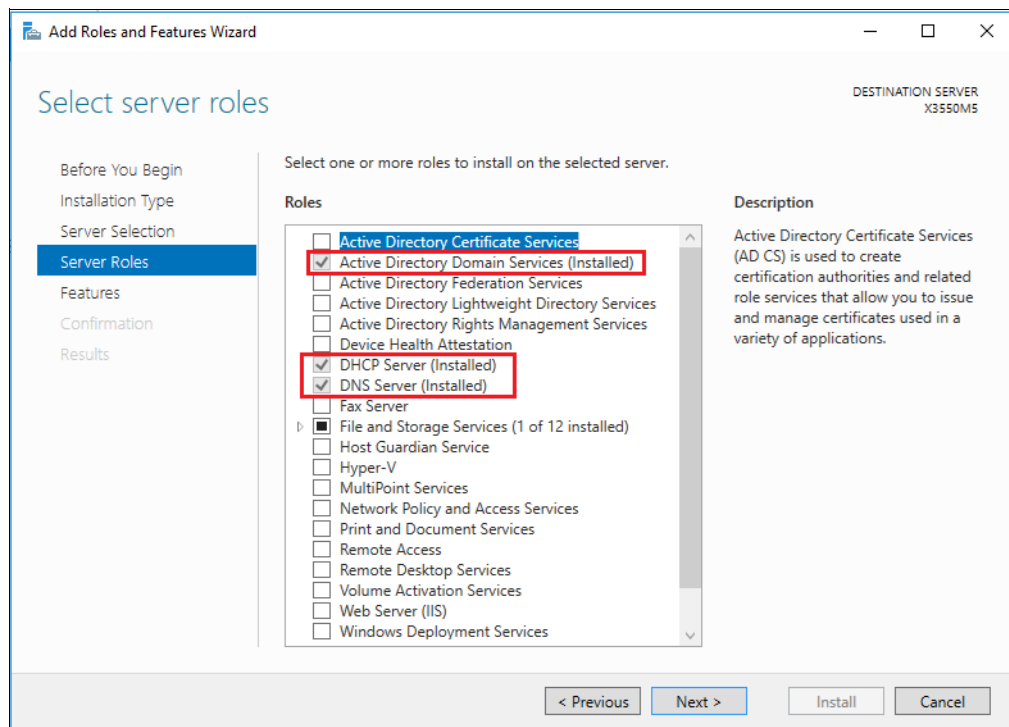 Add Roles and Features Wizard
Select server roles
DESTINATION SERVER
X3550M5
Before You Begin
Installation Type
Server Selection
Server Roles
Features
Confirmation
Results
Select one or more roles to install on the selected server.
Roles
Active Directory Certificate Services
Active Directory Domain Services (Installed)
Active Directory Federation Services
Active Directory Lightweight Directory Services
Active Directory Rights Management Services
Device Health Attestation
DHCP Server (Installed)
DNS Server (Installed)
Fax Server
File and Storage Services (1 of 12 installed)
Host Guardian Service
Hyper-V
MultiPoint Services
Network Policy and Access Services
Print and Document Services
Remote Access
Remote Desktop Services
Volume Activation Services
Web Server (IIS)
Windows Deployment Services
Description
Active Directory Certificate Services
(AD CS) is used to create
certification authorities and related
role services that allow you to issue
and manage certificates used in a
variety of applications.
< Previous
Next >
Install
Cancel